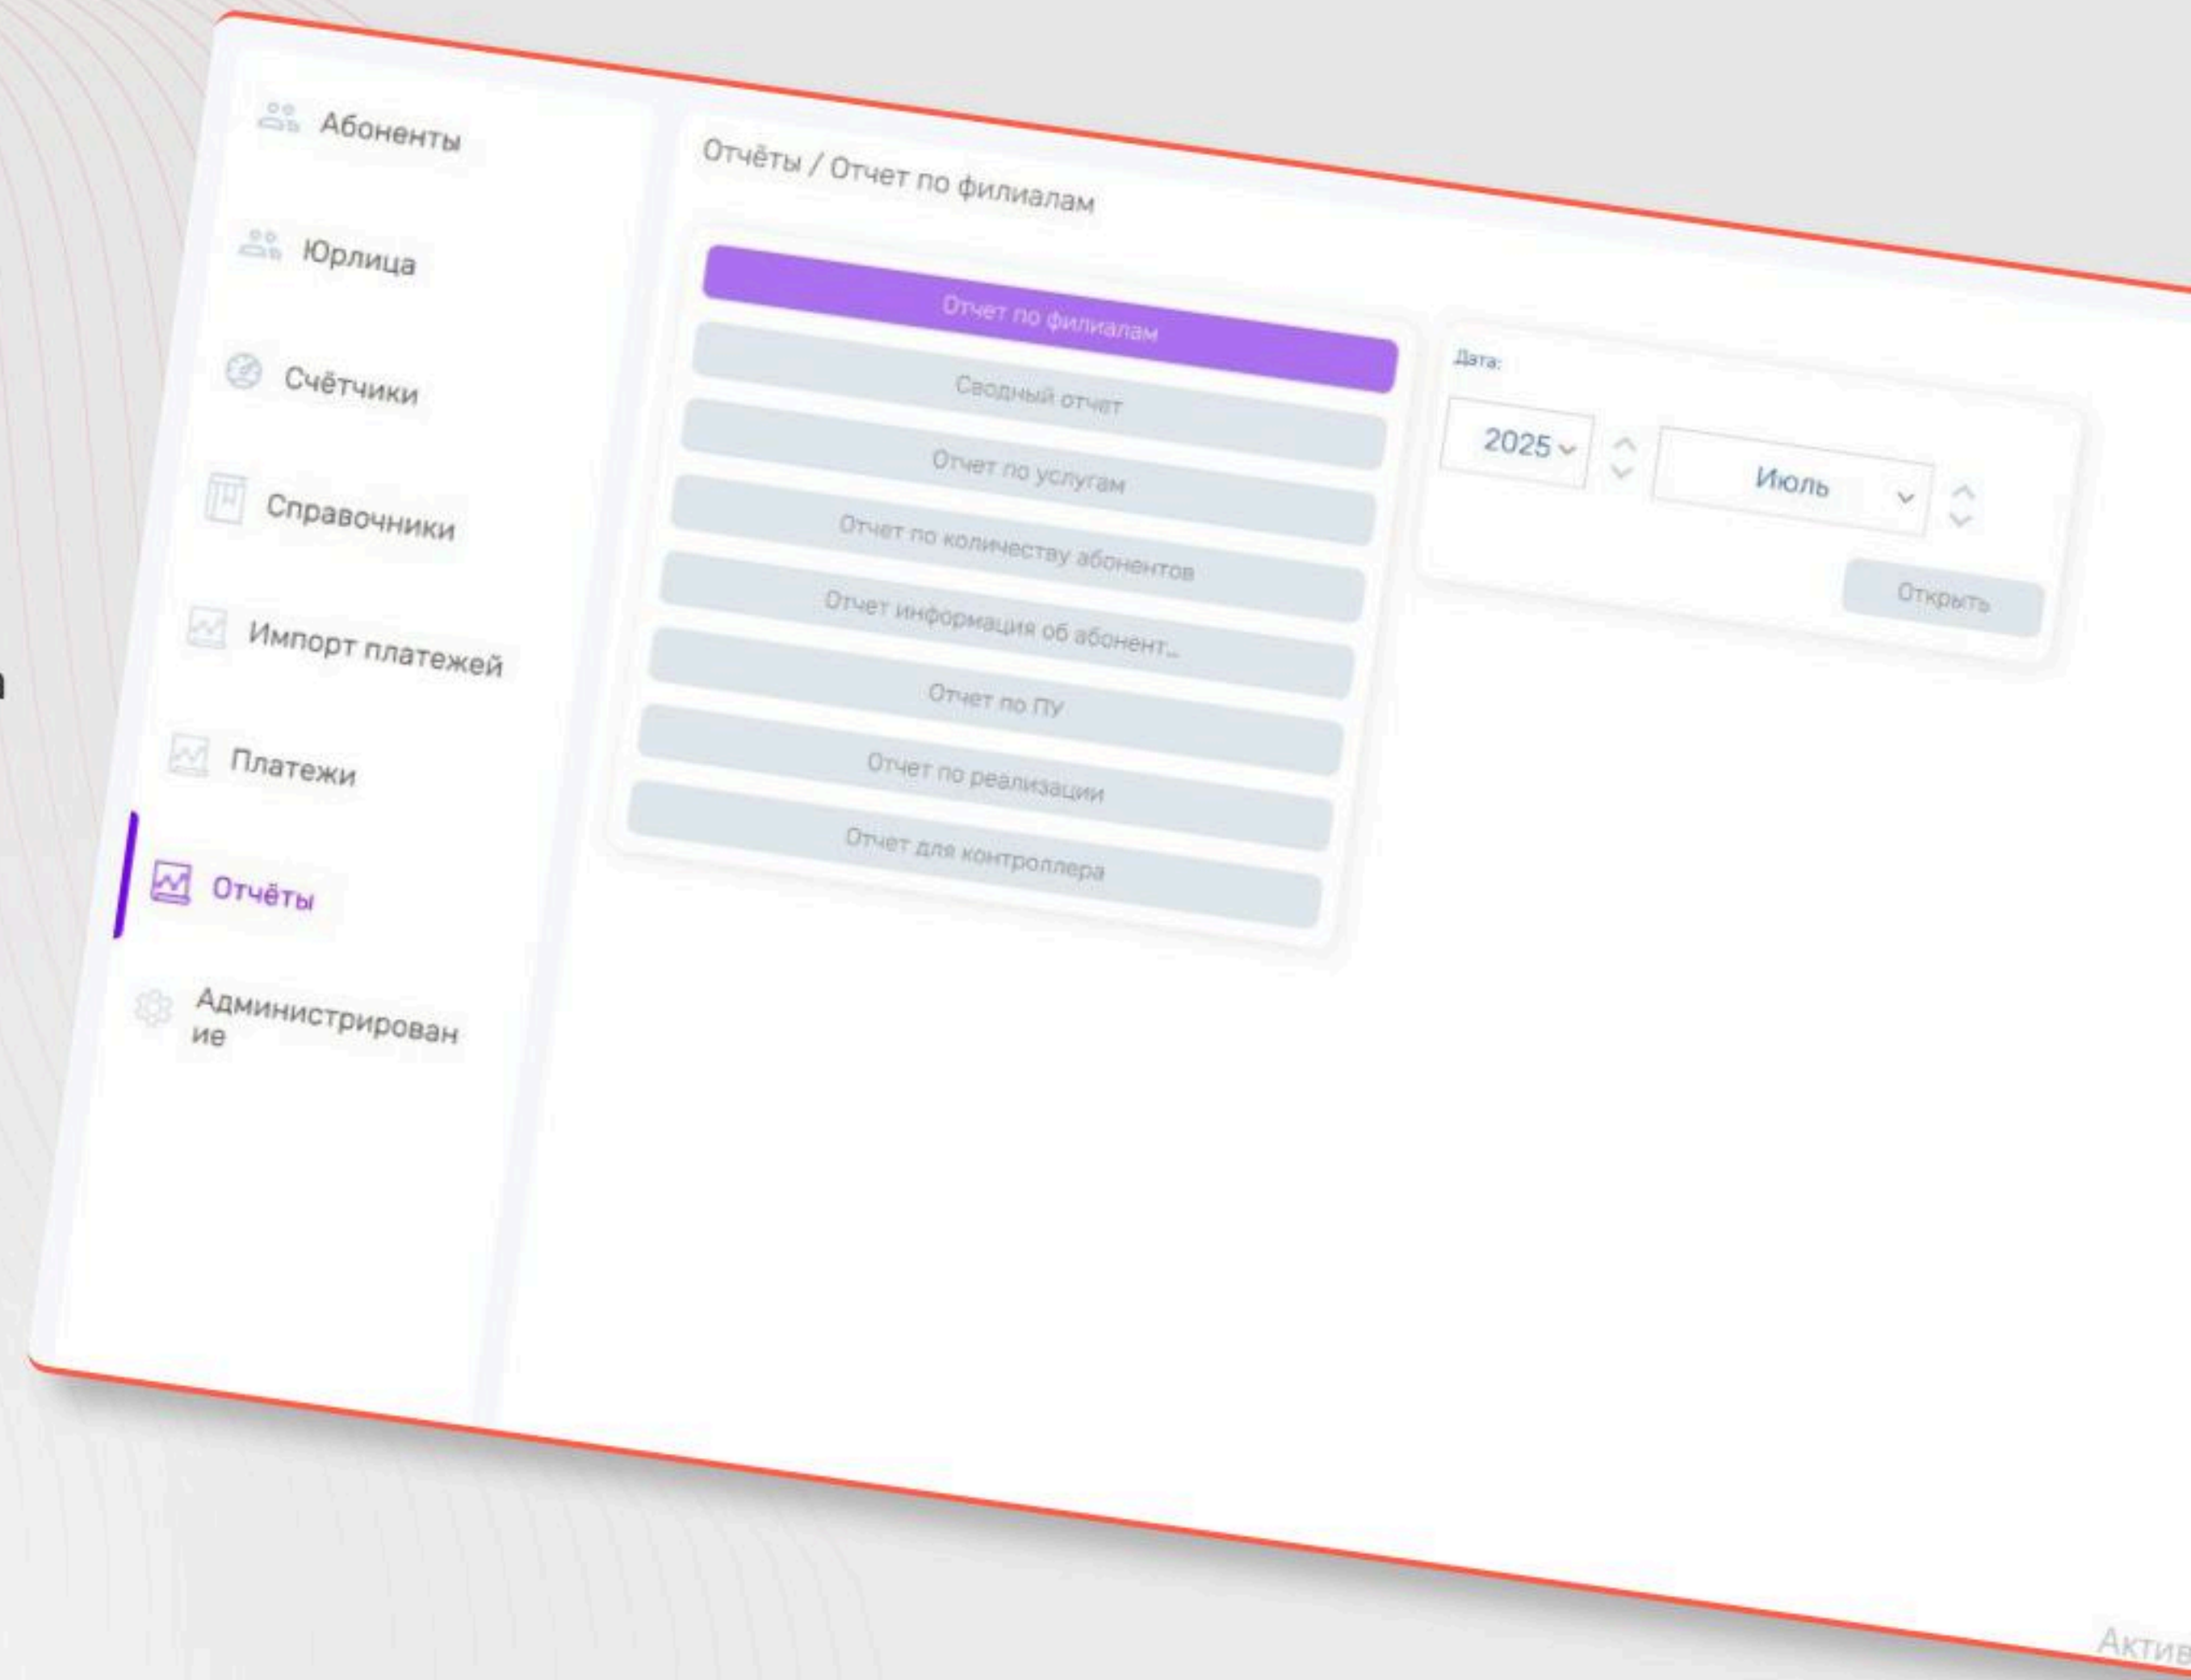 Абоненты
Юрлица
Счётчики
Справочники
Импорт платежей
Платежи
Отчёты
Администрирован
ие
Отчёты / Отчет по филиалам
Отчет по филиалам
Сводный отчет
Отчет по услугам
Отчет по количеству абонентов
Отчет информация об абонент...
Отчет по ПУ
Отчет по реализации
Отчет для контроллера
Дата:
2025
Июль
Открыть